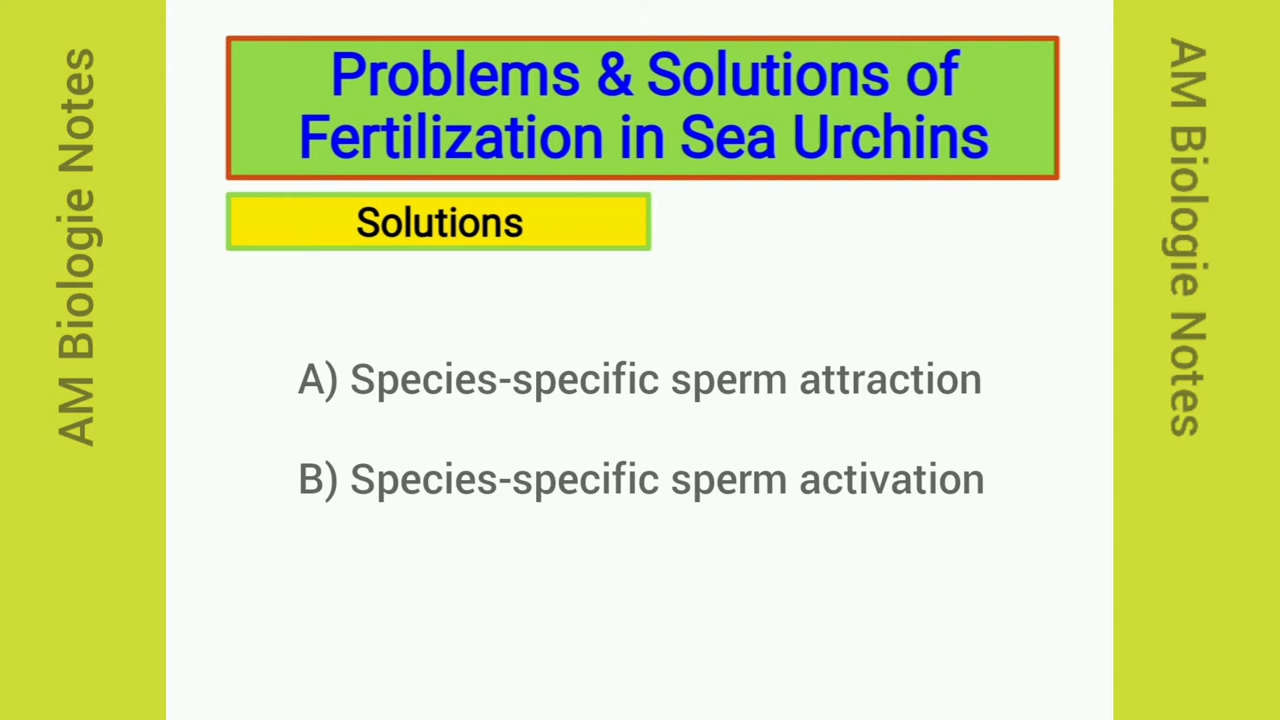 AM Biologie Notes
Problems & Solutions of
Fertilization in Sea Urchins
Solutions
A) Species-specific sperm attraction
B) Species-specific sperm activation
AM Biologie Notes